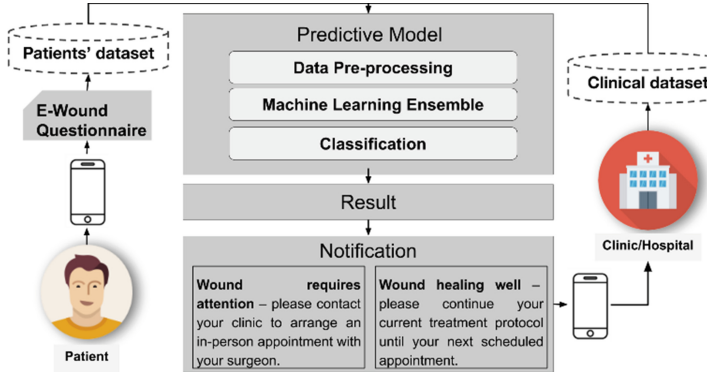 Patients' dataset
E-Wound
Questionnaire
Patient
Predictive Model
Data Pre-processing
Machine Learning Ensemble
Classification
Result
Notification
Wound requires
attention – please contact
your clinic to arrange an
in-person appointment with
your surgeon.
Wound healing well –
please continue your
current treatment protocol
until your next scheduled
appointment.
Clinical dataset
Clinic/Hospital